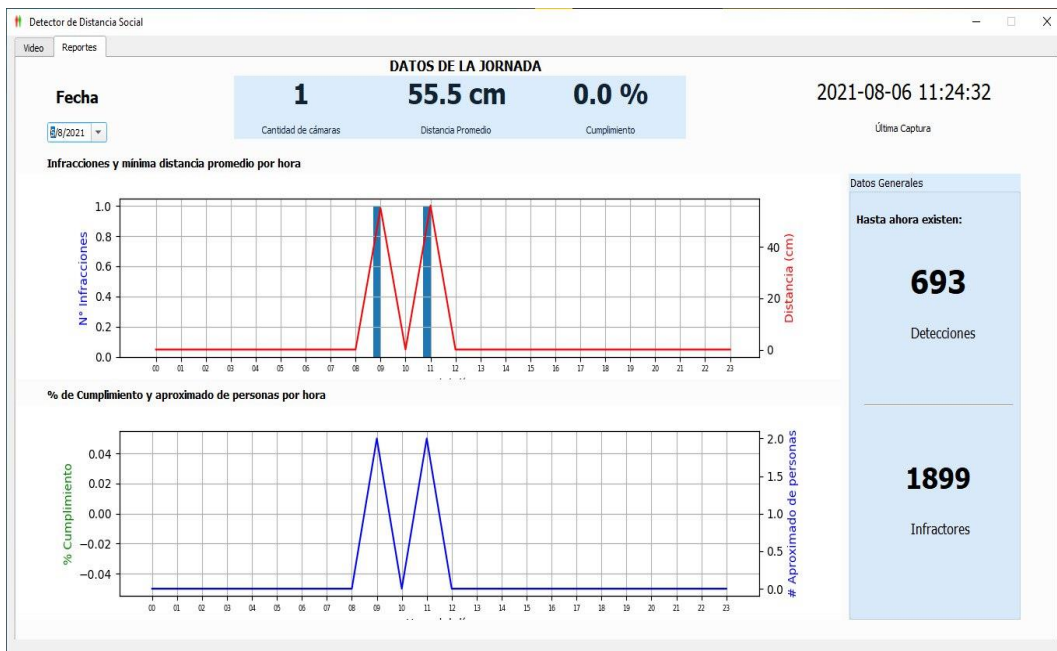 Detector de Distancia Social
Video Reportes
DATOS DE LA JORNADA
Fecha
6/8/2021
1 55.5 cm 0.0 %
Cantidad de cámaras Distancia Promedio Cumplimiento
2021-08-06 11:24:32
Última Captura
Infracciones y mínima distancia promedio por hora
N° Infracciones
1.0
0.8
0.6
0.4
0.2
0.0
00 01 02 03 04 05 06 07 08 09 10 11 12 13 14 15 16 17 18 19 20 21 22 23
40
20
0
Distancia (cm)
% de Cumplimiento y aproximado de personas por hora
% Cumplimiento
0.04
0.02
0.00
−0.02
−0.04
00 01 02 03 04 05 06 07 08 09 10 11 12 13 14 15 16 17 18 19 20 21 22 23
2.0
1.5
1.0
0.5
0.0
# Aproximado de personas
Datos Generales
Hasta ahora existen:
693
Detecciones
1899
Infractores